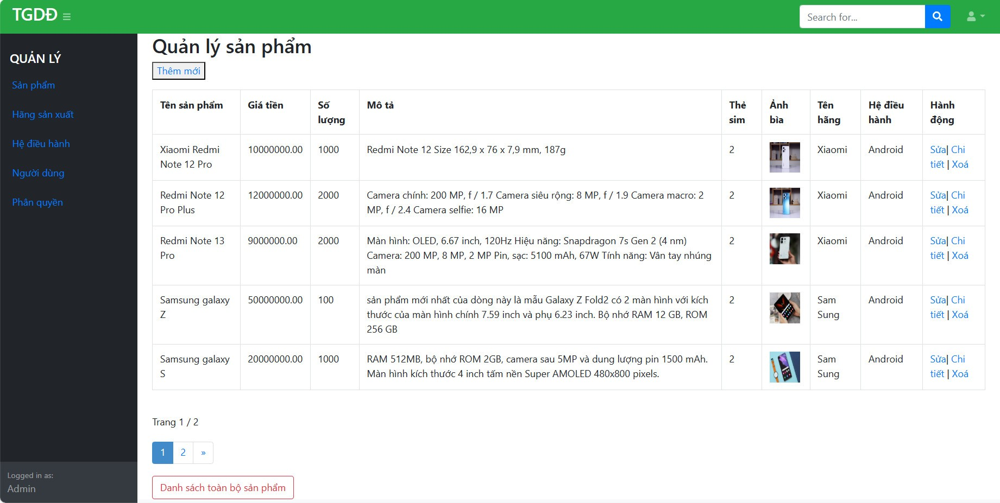 TGDĐ
Search for...
QUẢN LÝ
Sản phẩm
Hãng sản xuất
Hệ điều hành
Người dùng
Phân quyền
Logged in as:
Admin
Quản lý sản phẩm
Thêm mới
Tên sản phẩm Giá tiền Số lượng Mô tả Thẻ sim Ảnh bìa Tên hãng Hệ điều hành Hành động
Xiaomi Redmi Note 12 Pro 10000000.00 1000 Redmi Note 12 Size 162,9 x 76 x 7,9 mm, 187g 2 Xiaomi Android Sửa| Chi tiết | Xoá
Redmi Note 12 Pro Plus 12000000.00 2000 Camera chính: 200 MP, f / 1.7 Camera siêu rộng: 8 MP, f / 1.9 Camera macro: 2 MP, f / 2.4 Camera selfie: 16 MP 2 Xiaomi Android Sửa| Chi tiết | Xoá
Redmi Note 13 Pro 9000000.00 2000 Màn hình: OLED, 6.67 inch, 120Hz Hiệu năng: Snapdragon 7s Gen 2 (4 nm) Camera: 200 MP, 8 MP, 2 MP Pin, sạc: 5100 mAh, 67W Tính năng: Vân tay nhúng màn 2 Xiaomi Android Sửa| Chi tiết | Xoá
Samsung galaxy Z 50000000.00 100 sản phẩm mới nhất của dòng này là mẫu Galaxy Z Fold2 có 2 màn hình với kích thước của màn hình chính 7.59 inch và phụ 6.23 inch. Bộ nhớ RAM 12 GB, ROM 256 GB 2 Sam Sung Android Sửa| Chi tiết | Xoá
Samsung galaxy S 20000000.00 1000 RAM 512MB, bộ nhớ ROM 2GB, camera sau 5MP và dung lượng pin 1500 mAh. Màn hình kích thước 4 inch tấm nền Super AMOLED 480x800 pixels. 2 Sam Sung Android Sửa| Chi tiết | Xoá
Trang 1 / 2
1 2 »
Danh sách toàn bộ sản phẩm